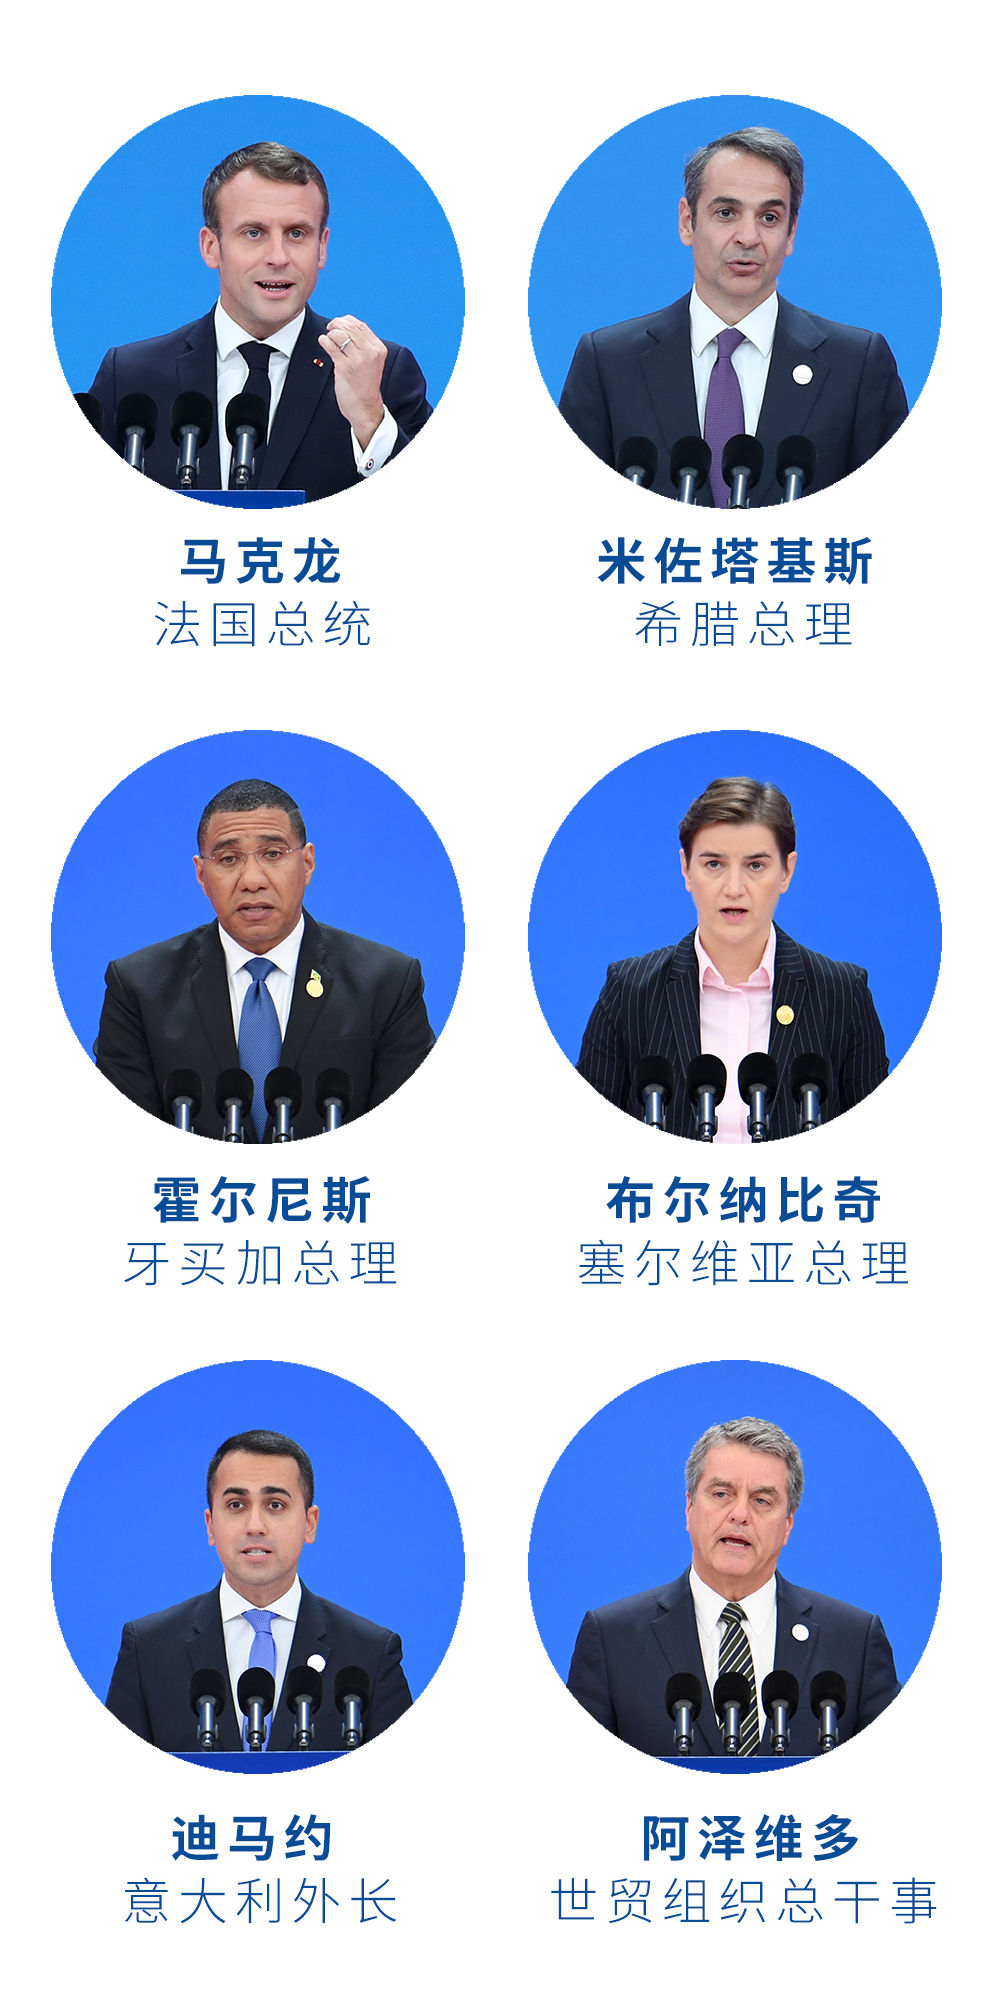 马克龙
法国总统
米佐塔基斯
希腊总理
霍尔尼斯
牙买加总理
布尔纳比奇
塞尔维亚总理
迪马约
意大利外长
阿泽维多
世贸组织总干事